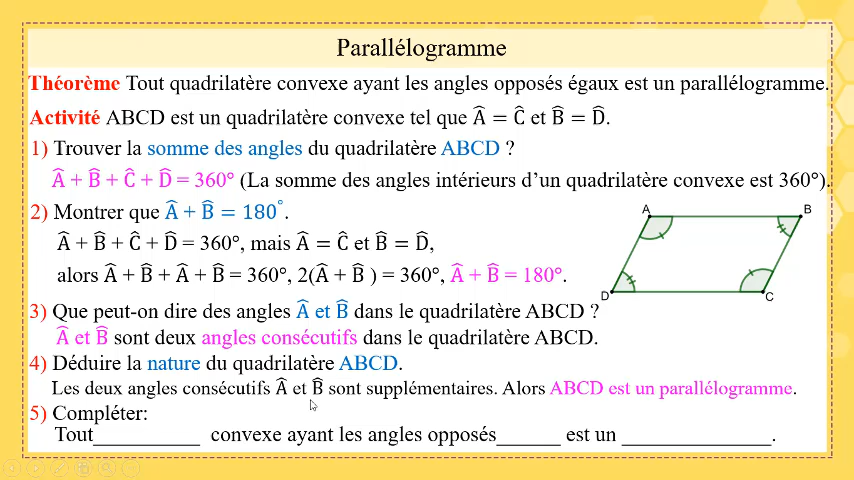 Parallélogramme
Théorème Tout quadrilatère convexe ayant les angles opposés égaux est un parallélogramme.
Activité ABCD est un quadrilatère convexe tel que Â = Ĉ et B̂ = D̂.
1) Trouver la somme des angles du quadrilatère ABCD ?
Â + B̂ + Ĉ + D̂ = 360° (La somme des angles intérieurs d’un quadrilatère convexe est 360°).
2) Montrer que Â + B̂ = 180°.
Â + B̂ + Ĉ + D̂ = 360°, mais Â = Ĉ et B̂ = D̂,
alors Â + B̂ + Â + B̂ = 360°, 2(Â + B̂ ) = 360°, Â + B̂ = 180°.
A
B
D
C
3) Que peut-on dire des angles Â et B̂ dans le quadrilatère ABCD ?
Â et B̂ sont deux angles consécutifs dans le quadrilatère ABCD.
4) Déduire la nature du quadrilatère ABCD.
Les deux angles consécutifs Â et B̂ sont supplémentaires. Alors ABCD est un parallélogramme.
5) Compléter:
Tout__________ convexe ayant les angles opposés______ est un ______________.